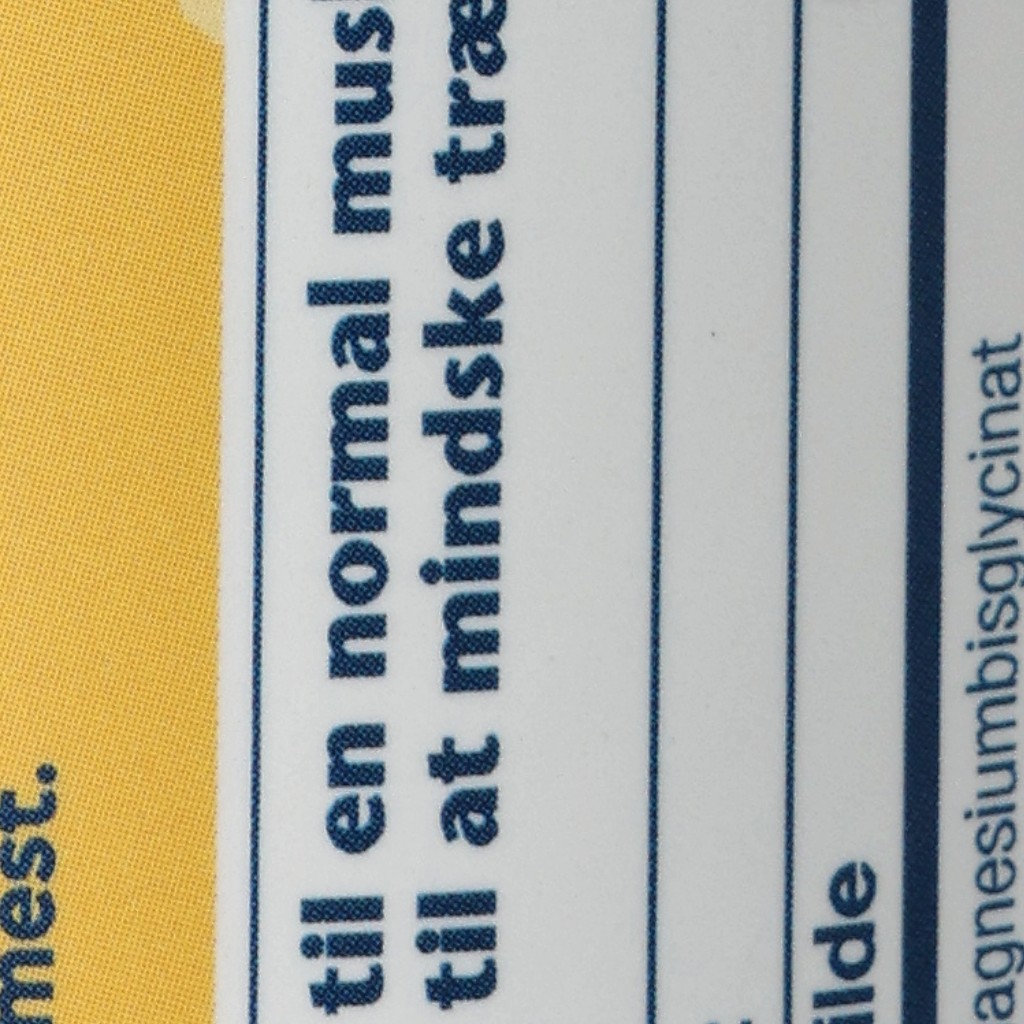 mest.
til en normal mus
til at mindske træ
ilde
agnesiumbisglycinat